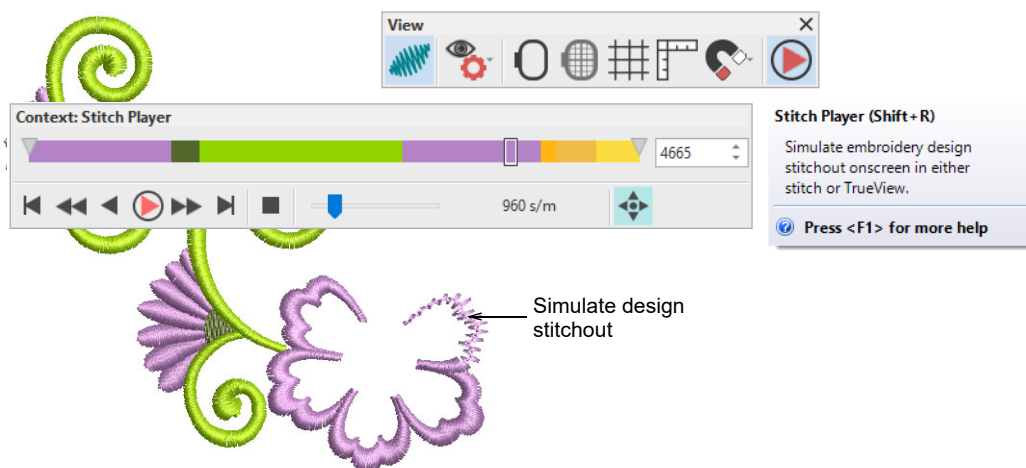 View
Context: Stitch Player
4665
960 s/m
Stitch Player (Shift+R)
Simulate embroidery design
stitchout onscreen in either
stitch or TrueView.
Press <F1> for more help
Simulate design
stitchout